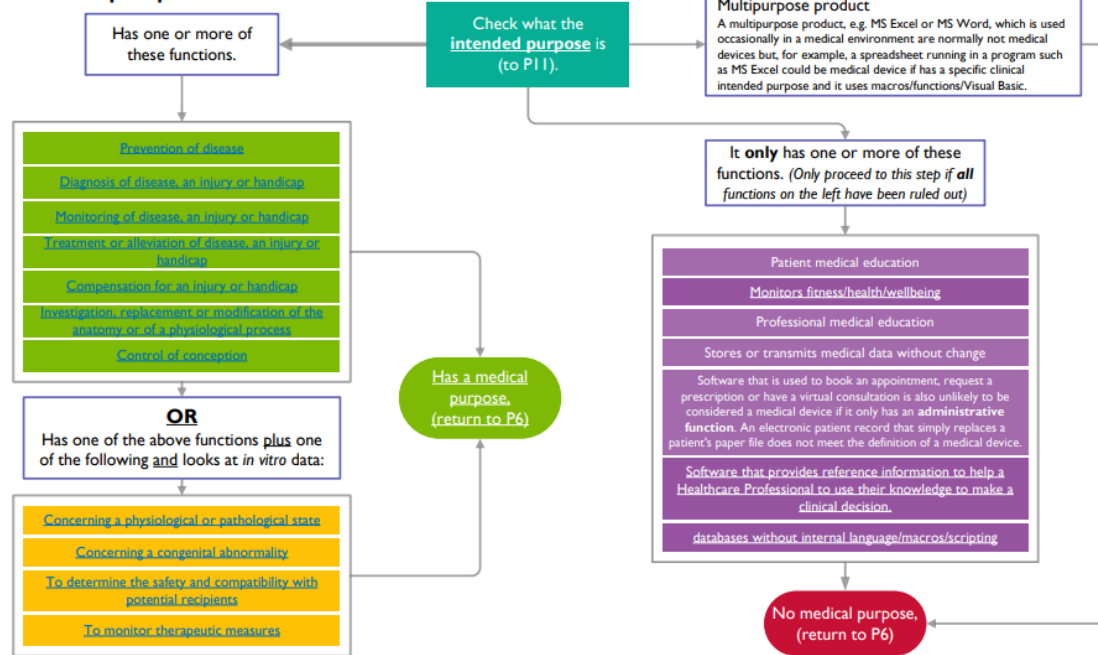 Has one or more of
these functions.
Check what the
intended purpose is
(to P11).
Multipurpose product
A multipurpose product, e.g. MS Excel or MS Word, which is used
occasionally in a medical environment are normally not medical
devices but, for example, a spreadsheet running in a program such
as MS Excel could be medical device if has a specific clinical
intended purpose and it uses macros/functions/Visual Basic.
Prevention of disease
Diagnosis of disease, an injury or handicap
Monitoring of disease, an injury or handicap
Treatment or alleviation of disease, an injury or
handicap
Compensation for an injury or handicap
Investigation, replacement or modification of the
anatomy or of a physiological process
Control of conception
OR
Has one of the above functions plus one
of the following and looks at in vitro data:
Concerning a physiological or pathological state
Concerning a congenital abnormality
To determine the safety and compatibility with
potential recipients
To monitor therapeutic measures
Has a medical
purpose,
(return to P6)
It only has one or more of these
functions. (Only proceed to this step if all
functions on the left have been ruled out)
Patient medical education
Monitors fitness/health/wellbeing
Professional medical education
Stores or transmits medical data without change
Software that is used to book an appointment, request a
prescription or have a virtual consultation is also unlikely to be
considered a medical device if it only has an administrative
function. An electronic patient record that simply replaces a
patient's paper file does not meet the definition of a medical device.
Software that provides reference information to help a
Healthcare Professional to use their knowledge to make a
clinical decision.
databases without internal language/macros/scripting
No medical purpose,
(return to P6)